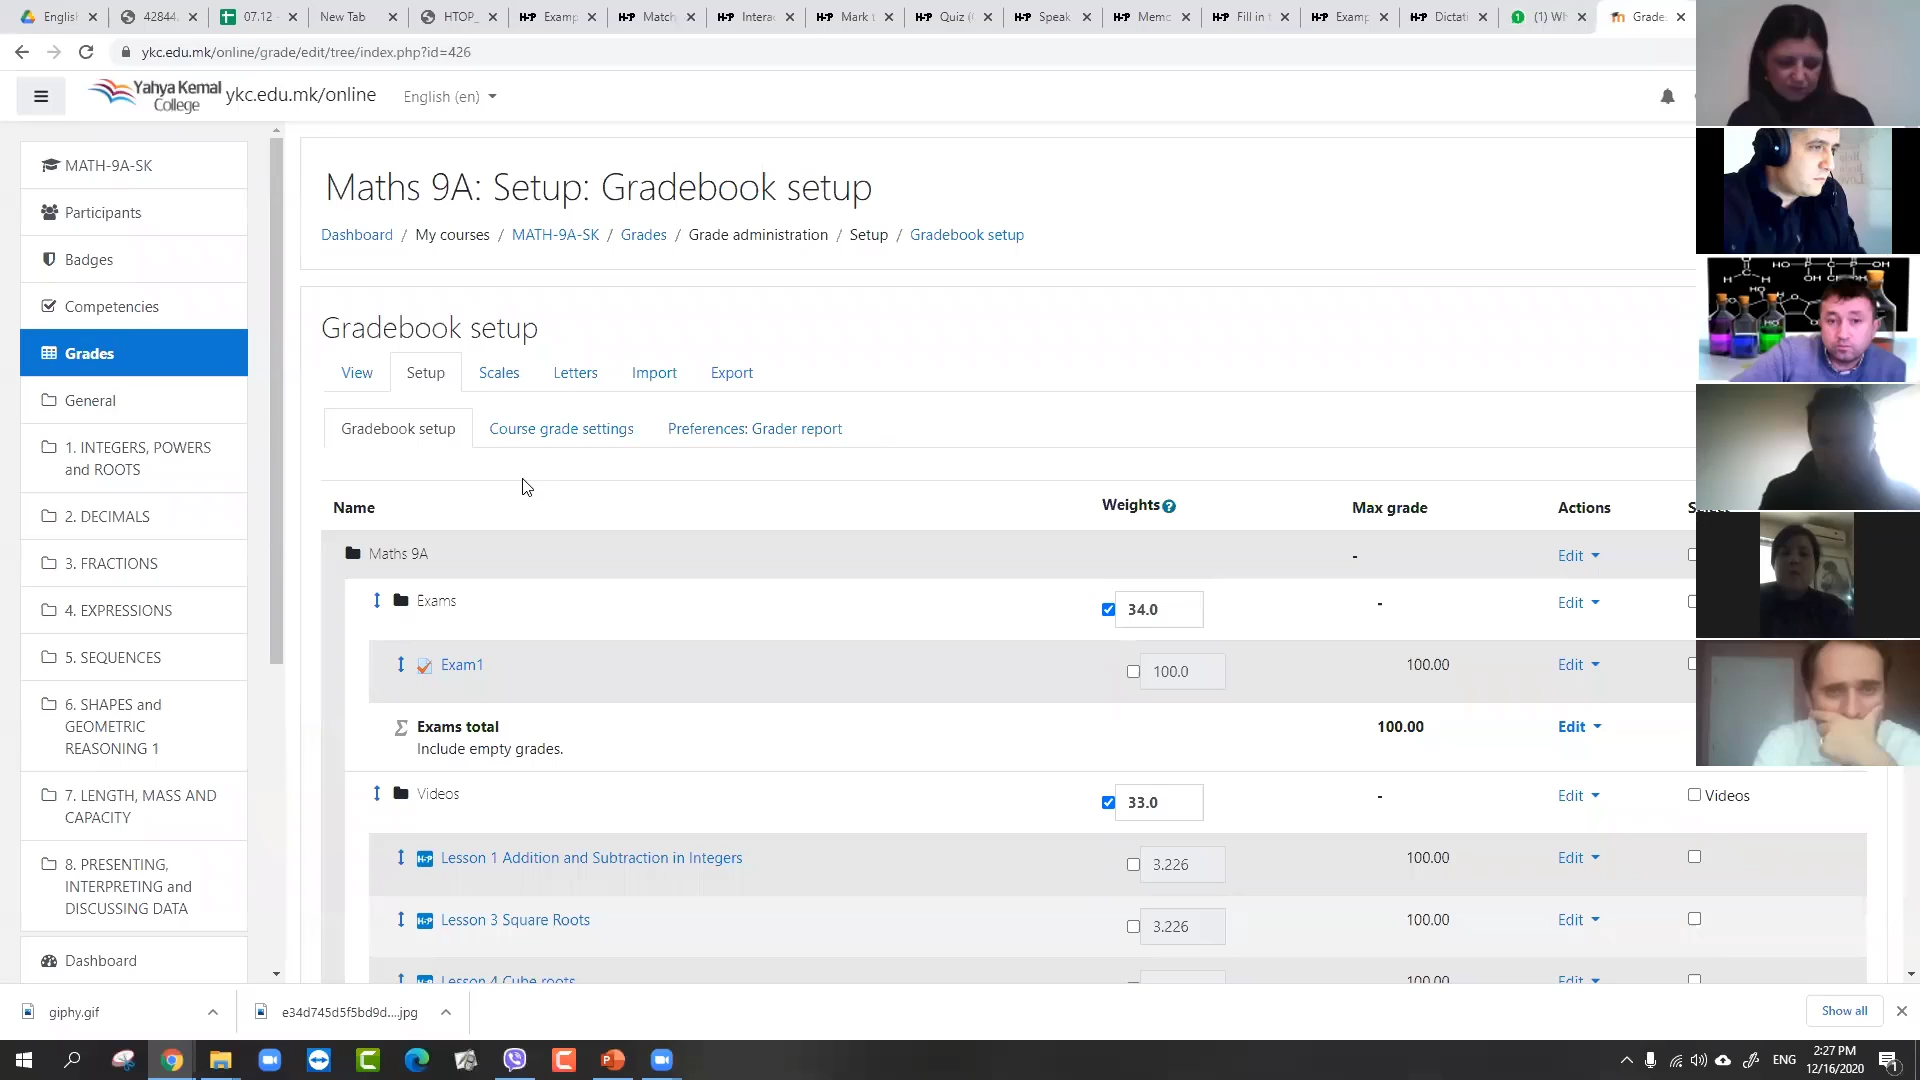 English
42844
07.12 -
New Tab
HTOP_
Examp
Match
Intera
Mark t
Quiz (
Speak
Memo
Fill in t
Examp
Dictati
(1) Wh
Grade
ykc.edu.mk/online/grade/edit/tree/index.php?id=426
Yahya Kemal
College
ykc.edu.mk/online
English (en)
MATH-9A-SK
Participants
Badges
Competencies
Grades
General
1. INTEGERS, POWERS
and ROOTS
2. DECIMALS
3. FRACTIONS
4. EXPRESSIONS
5. SEQUENCES
6. SHAPES and
GEOMETRIC
REASONING 1
7. LENGTH, MASS AND
CAPACITY
8. PRESENTING,
INTERPRETING and
DISCUSSING DATA
Dashboard
Maths 9A: Setup: Gradebook setup
Dashboard / My courses / MATH-9A-SK / Grades / Grade administration / Setup / Gradebook setup
Gradebook setup
View Setup Scales Letters Import Export
Gradebook setup Course grade settings Preferences: Grader report
Name Weights Max grade Actions
Maths 9A - Edit
Exams 34.0 - Edit
Exam1 100.0 100.00 Edit
Exams total 100.00 Edit
Include empty grades.
Videos 33.0 - Edit Videos
Lesson 1 Addition and Subtraction in Integers 3.226 100.00 Edit
Lesson 3 Square Roots 3.226 100.00 Edit
Lesson 4 Cube roots 100.00 Edit
giphy.gif
e34d745d5f5bd9d....jpg
Show all
ENG
2:27 PM
12/16/2020